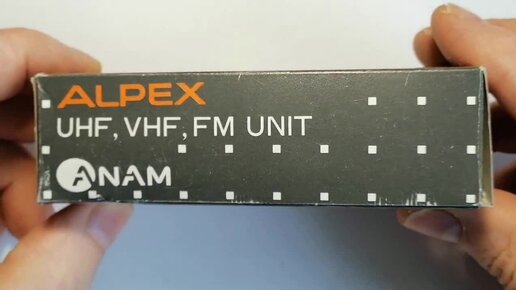 ALPEX
UHF, VHF, FM UNIT
ANAM